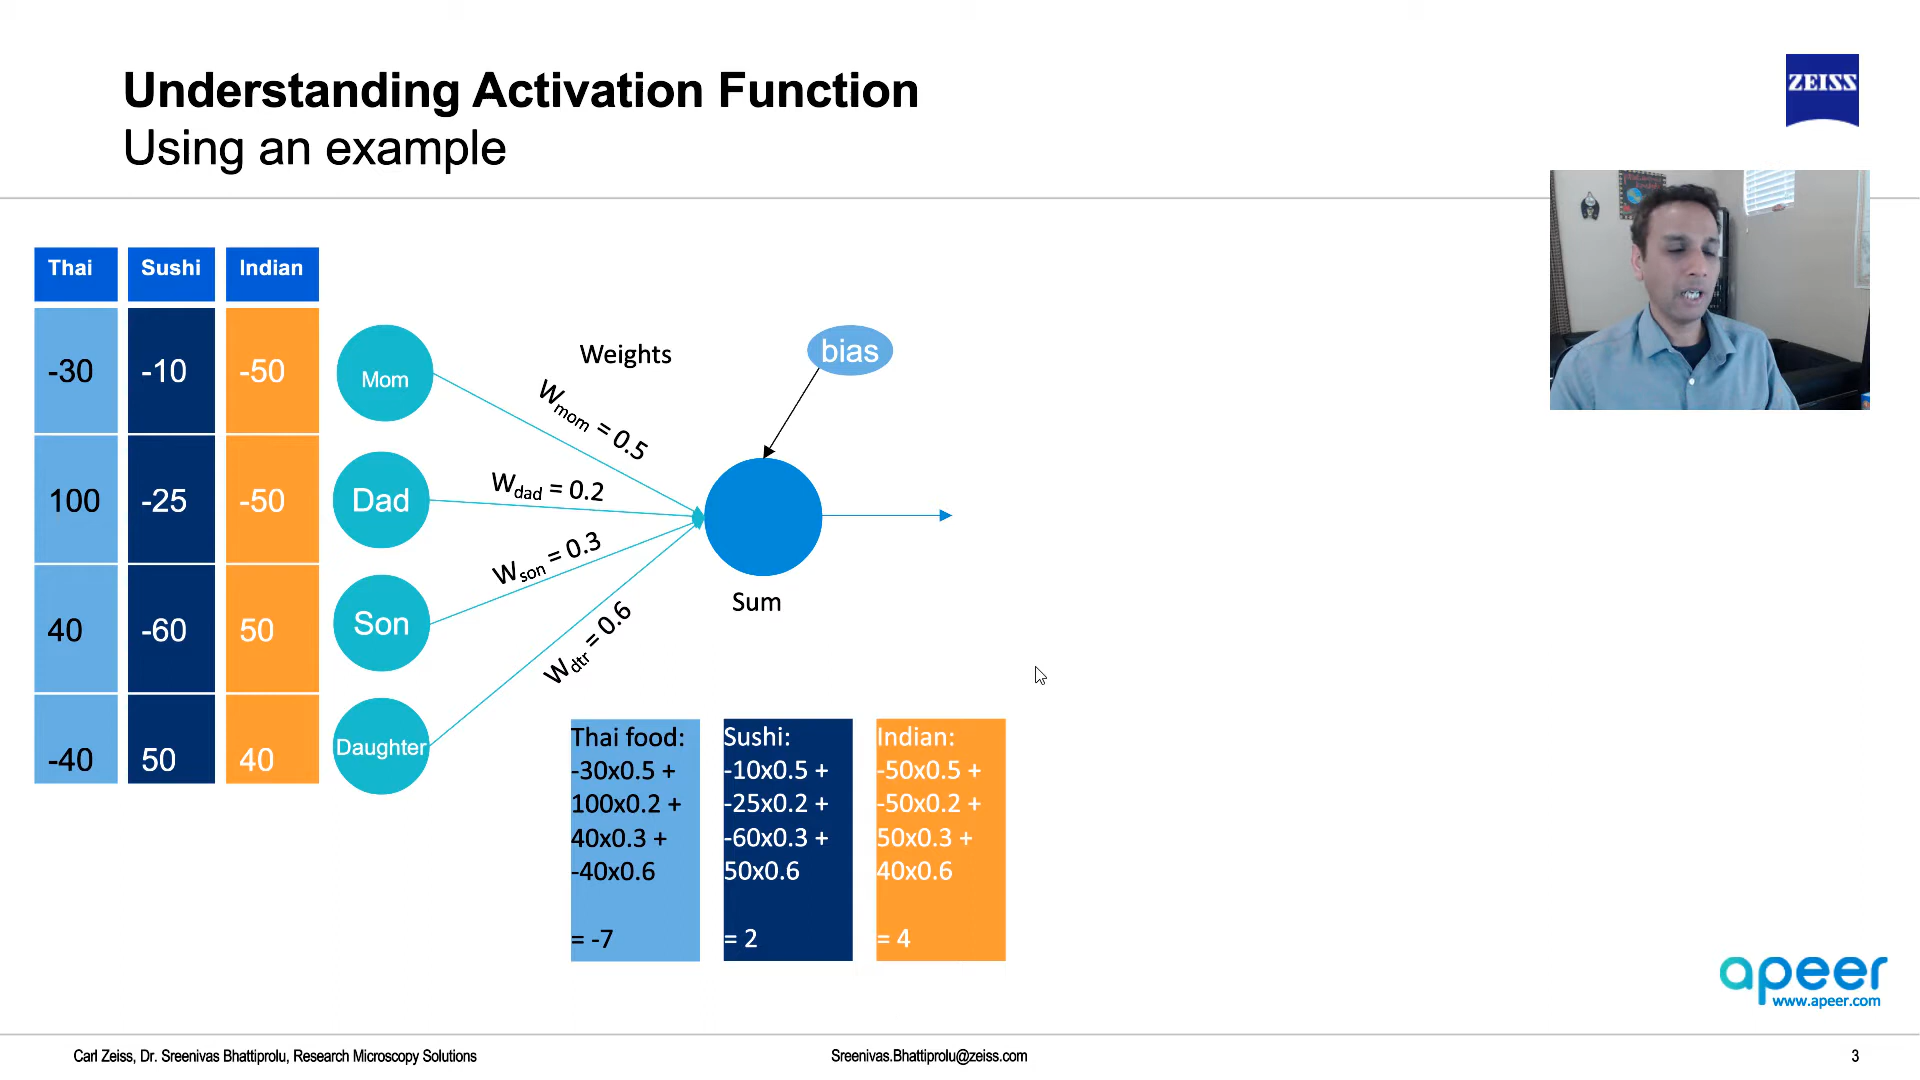 Understanding Activation Function
Using an example
ZEISS
Thai Sushi Indian
-30 -10 -50
100 -25 -50
40 -60 50
-40 50 40
Mom
Dad
Son
Daughter
Weights
bias
Wmom = 0.5
Wdad = 0.2
Wson = 0.3
Wdtr = 0.6
Sum
Thai food:
-30x0.5 +
100x0.2 +
40x0.3 +
-40x0.6
= -7
Sushi:
-10x0.5 +
-25x0.2 +
-60x0.3 +
50x0.6
= 2
Indian:
-50x0.5 +
-50x0.2 +
50x0.3 +
40x0.6
= 4
apeer
www.apeer.com
Carl Zeiss, Dr. Sreenivas Bhattiprolu, Research Microscopy Solutions
Sreenivas.Bhattiprolu@zeiss.com
3